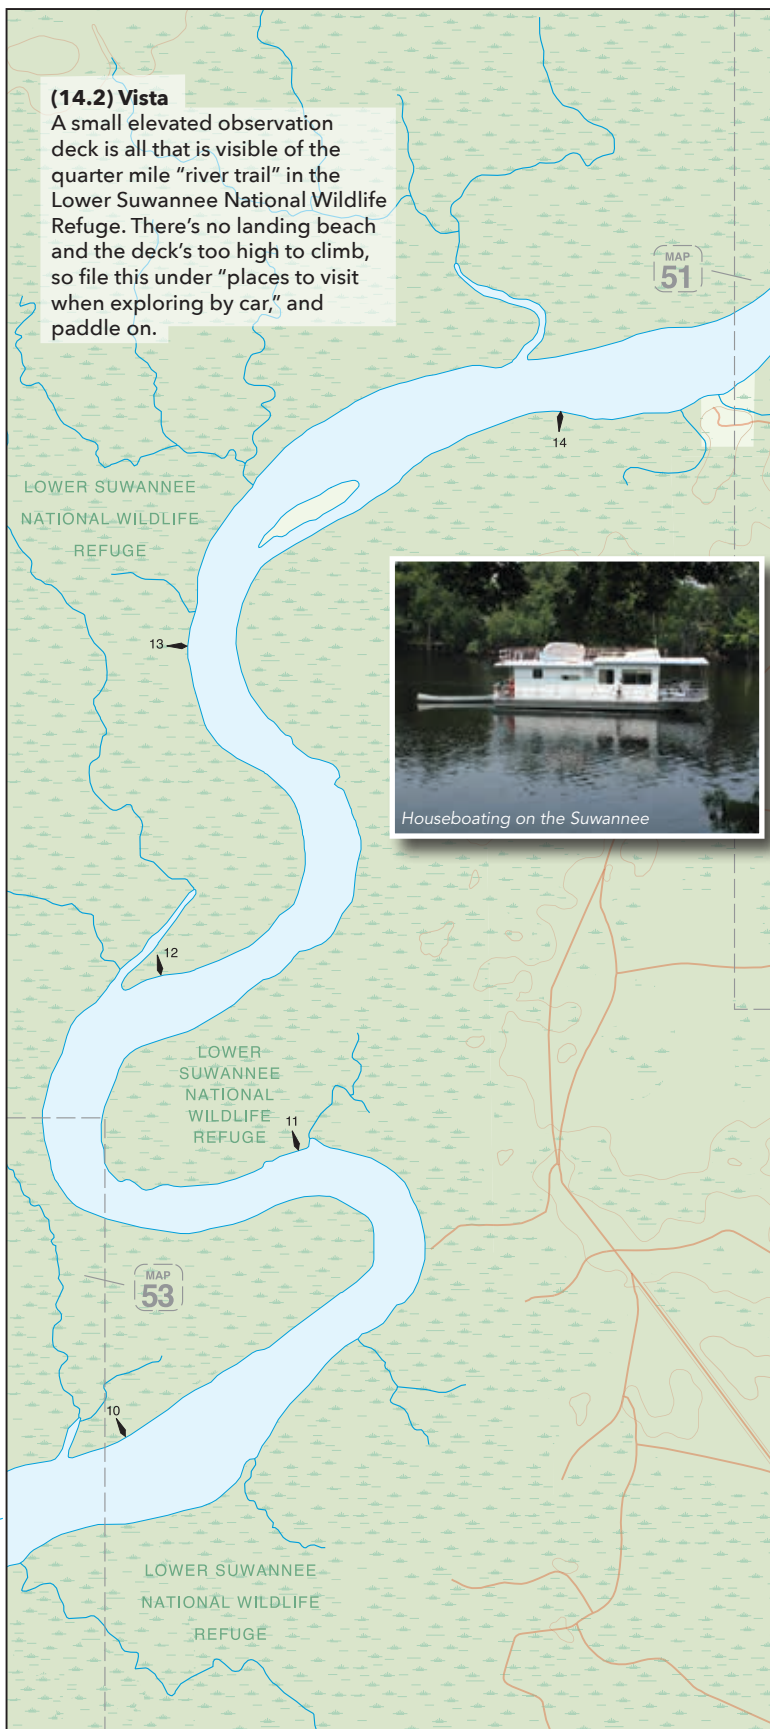 (14.2) Vista
A small elevated observation
deck is all that is visible of the
quarter mile “river trail” in the
Lower Suwannee National Wildlife
Refuge. There’s no landing beach
and the deck’s too high to climb,
so file this under “places to visit
when exploring by car,” and
paddle on.
MAP
51
14
LOWER SUWANNEE
NATIONAL WILDLIFE
REFUGE
13
Houseboating on the Suwannee
12
LOWER
SUWANNEE
NATIONAL
WILDLIFE
REFUGE
11
MAP
53
10
LOWER SUWANNEE
NATIONAL WILDLIFE
REFUGE